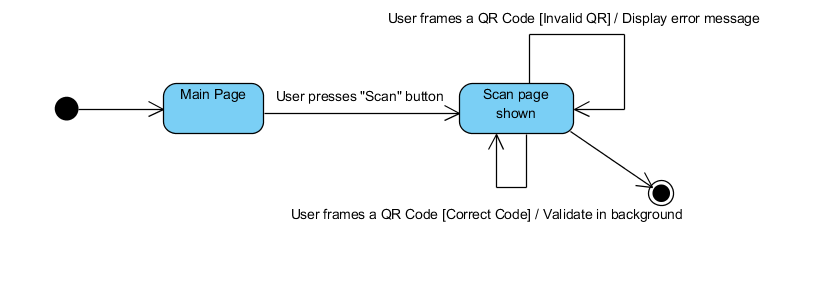 User frames a QR Code [Invalid QR] / Display error message
Main Page
User presses "Scan" button
Scan page
shown
User frames a QR Code [Correct Code] / Validate in background